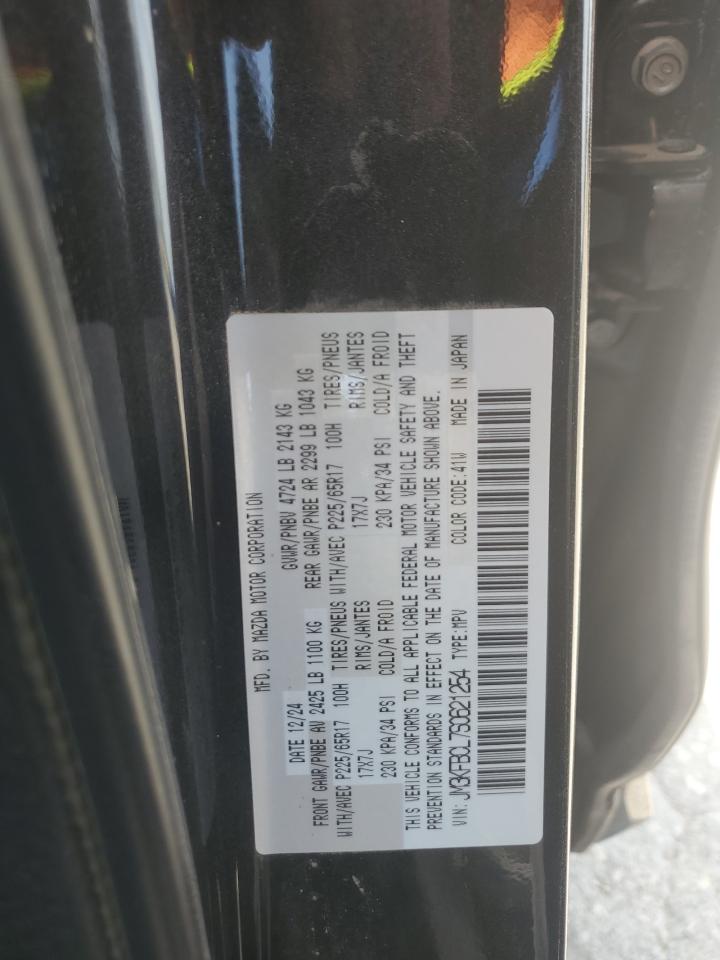 MFD. BY MAZDA MOTOR CORPORATION
DATE 12/24 GVWR/PNBV 4724 LB 2143 KG
FRONT GAWR/PNBE AV 2425 LB 1100 KG REAR GAWR/PNBE AR 2299 LB 1043 KG
WITH/AVEC P225/65R17 100H TIRES/PNEUS WITH/AVEC P225/65R17 100H TIRES/PNEUS
17X7J RIMS/JANTES 17X7J RIMS/JANTES
230 KPA/34 PSI COLD/A FROID 230 KPA/34 PSI COLD/A FROID
THIS VEHICLE CONFORMS TO ALL APPLICABLE FEDERAL MOTOR VEHICLE SAFETY AND THEFT
PREVENTION STANDARDS IN EFFECT ON THE DATE OF MANUFACTURE SHOWN ABOVE.
VIN: JM3KFBCL7S0621254 TYPE:MPV COLOR CODE:41W MADE IN JAPAN